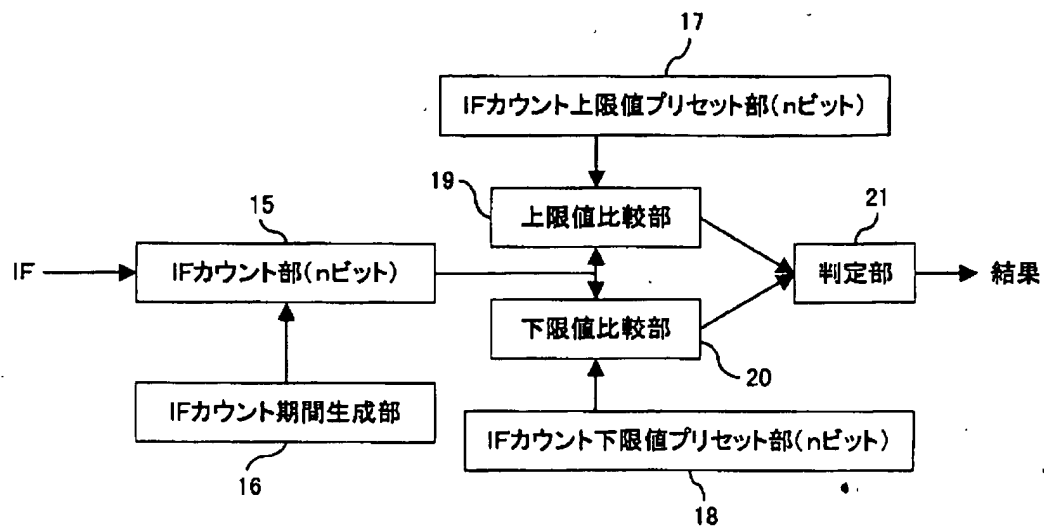 17
IFカウント上限値プリセット部(nビット)
19
上限値比較部
15
21
IF
IFカウント部(nビット)
判定部
結果
下限値比較部
20
IFカウント期間生成部
IFカウント下限値プリセット部(nビット)
16
18